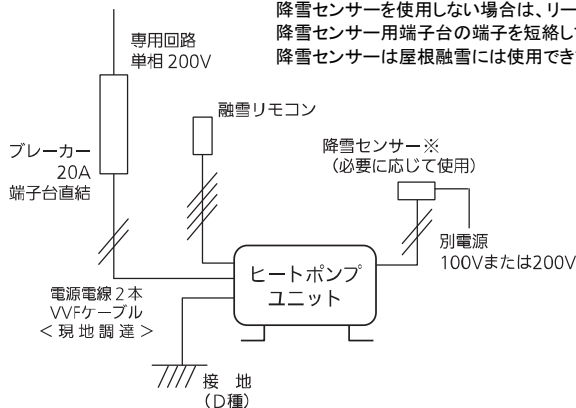 降雪センサーを使用しない場合は、リー
降雪センサー用端子台の端子を短絡し
降雪センサーは屋根融雪には使用でき
専用回路
単相 200V
融雪リモコン
降雪センサー※
(必要に応じて使用)
ブレーカー
20A
端子台直結
別電源
100Vまたは200V
ヒートポンプ
ユニット
電源電線2本
VVFケーブル
<現地調達>
接 地
(D種)